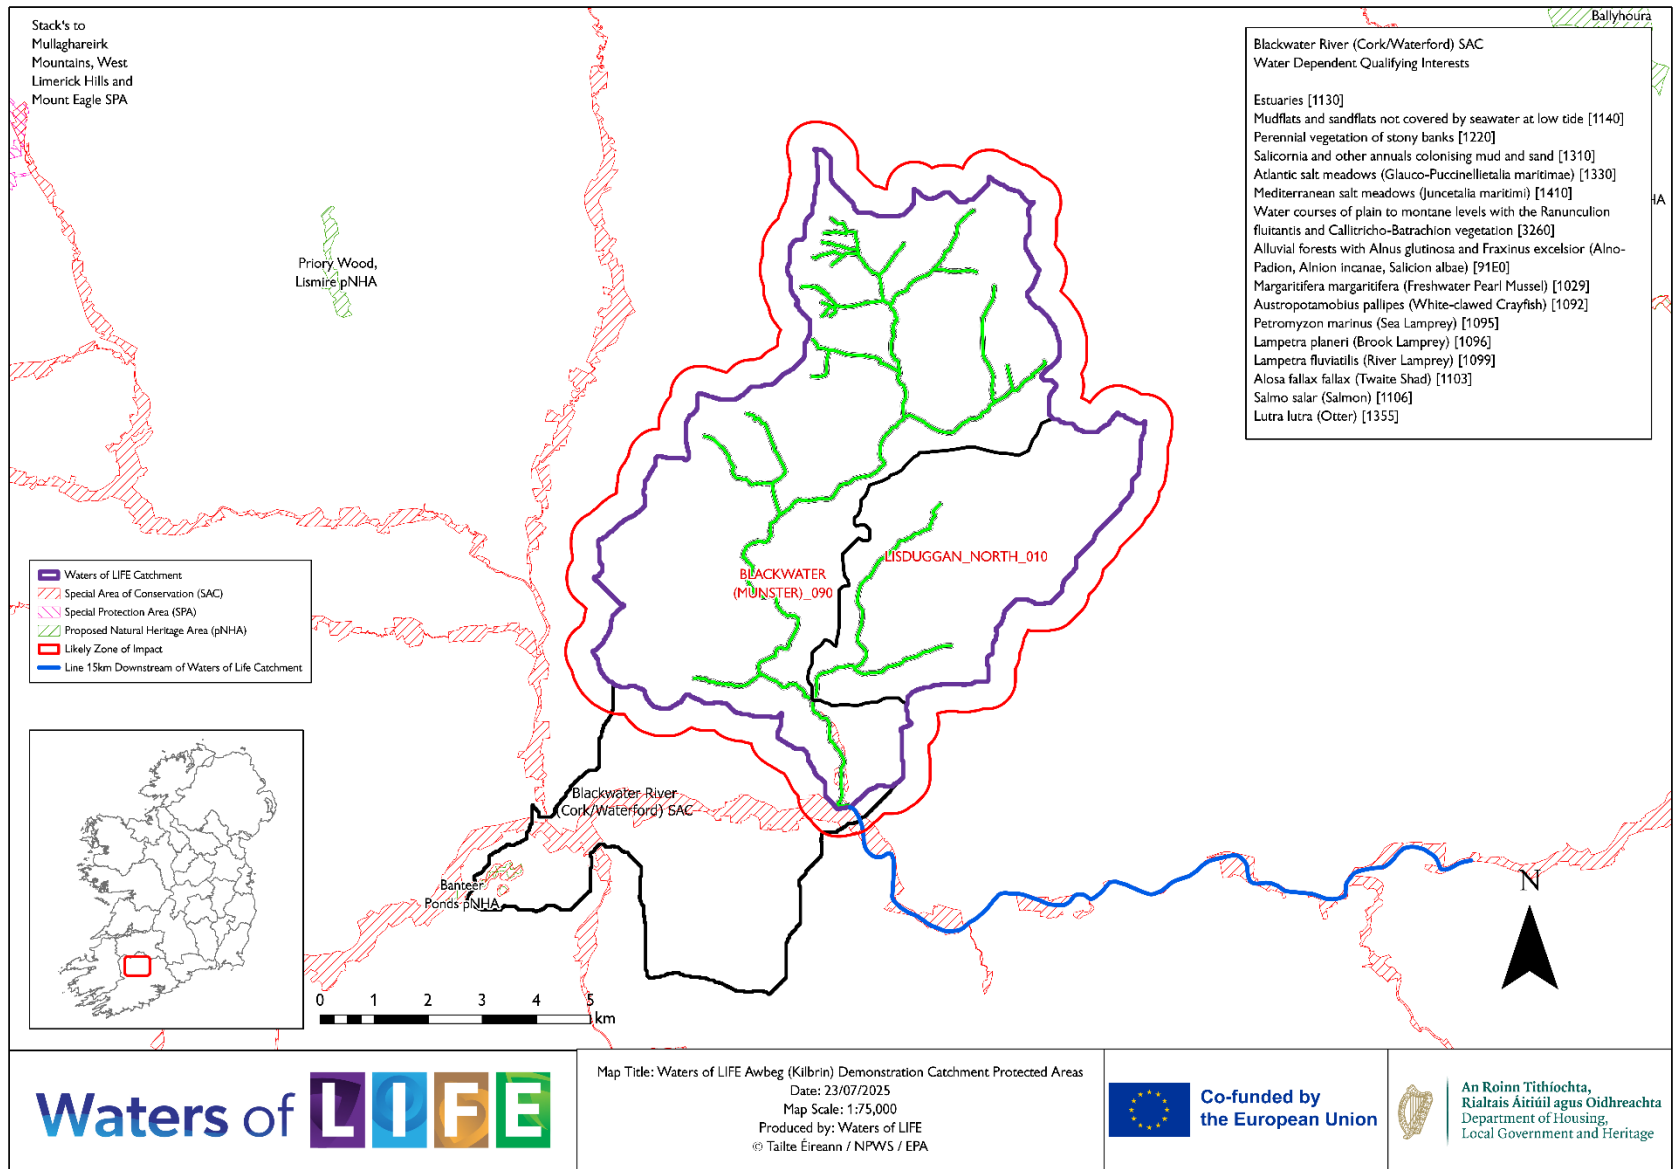 Stack's to
Mullaghareirk
Mountains, West
Limerick Hills and
Mount Eagle SPA
Ballyhoura
HA
Blackwater River (Cork/Waterford) SAC
Water Dependent Qualifying Interests
Estuaries [1130]
Mudflats and sandflats not covered by seawater at low tide [1140]
Perennial vegetation of stony banks [1220]
Salicornia and other annuals colonising mud and sand [1310]
Atlantic salt meadows (Glauco-Puccinellietalia maritimae) [1330]
Mediterranean salt meadows (Juncetalia maritimi) [1410]
Water courses of plain to montane levels with the Ranunculion
fluitantis and Callitricho-Batrachion vegetation [3260]
Alluvial forests with Alnus glutinosa and Fraxinus excelsior (Alno-
Padion, Alnion incanae, Salicion albae) [91E0]
Margaritifera margaritifera (Freshwater Pearl Mussel) [1029]
Austropotamobius pallipes (White-clawed Crayfish) [1092]
Petromyzon marinus (Sea Lamprey) [1095]
Lampetra planeri (Brook Lamprey) [1096]
Lampetra fluviatilis (River Lamprey) [1099]
Alosa fallax fallax (Twaite Shad) [1103]
Salmo salar (Salmon) [1106]
Lutra lutra (Otter) [1355]
Priory Wood,
Lismire pNHA
LISDUGGAN_NORTH_010
BLACKWATER
(MUNSTER)_090
Waters of LIFE Catchment
Special Area of Conservation (SAC)
Special Protection Area (SPA)
Proposed Natural Heritage Area (pNHA)
Likely Zone of Impact
Line 15km Downstream of Waters of Life Catchment
Blackwater River
(Cork/Waterford) SAC
Banteer
Ponds pNHA
N
0 1 2 3 4 5
km
Waters of LIFE
Map Title: Waters of LIFE Awbeg (Kilbrin) Demonstration Catchment Protected Areas
Date: 23/07/2025
Map Scale: 1:75,000
Produced by: Waters of LIFE
© Tailte Éireann / NPWS / EPA
Co-funded by
the European Union
An Roinn Tithíochta,
Rialtais Áitiúil agus Oidhreachta
Department of Housing,
Local Government and Heritage